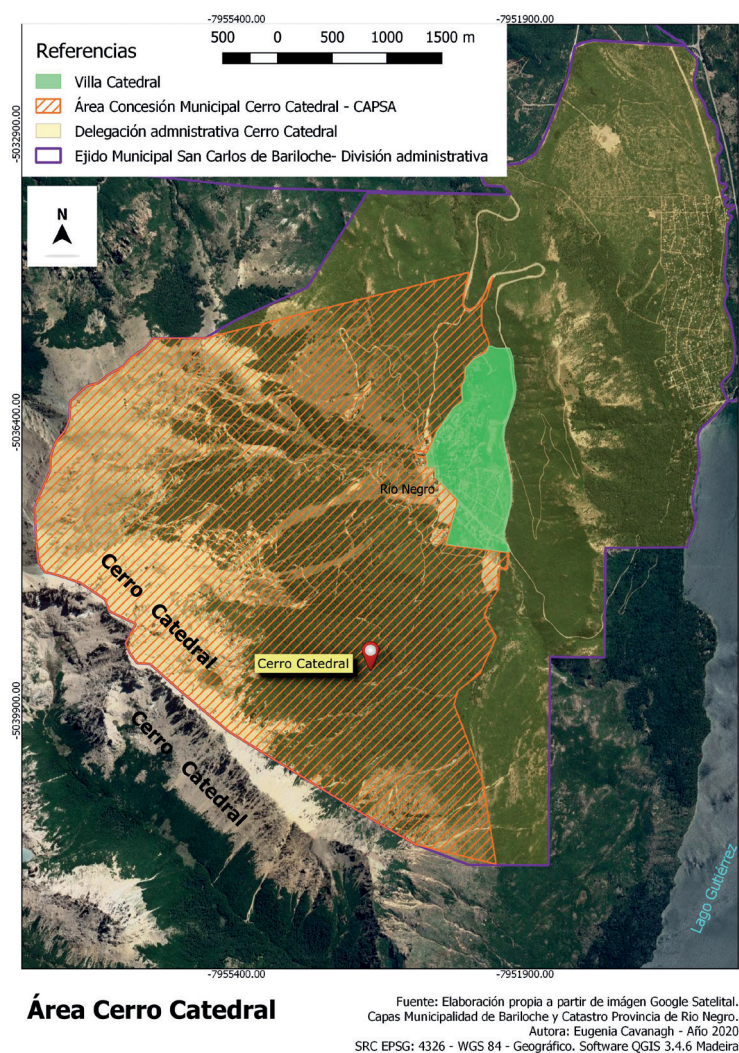 -7955400.00
-7951900.00
Referencias
500 0 500 1000 1500 m
Villa Catedral
Área Concesión Municipal Cerro Catedral - CAPSA
Delegación admnistrativa Cerro Catedral
Ejido Municipal San Carlos de Bariloche- División administrativa
-5032900.00
N
-5036400.00
Río Negro
Cerro Catedral
Cerro Catedral
Cerro Catedral
-5039900.00
Lago Gutiérrez
-7955400.00
-7951900.00
Área Cerro Catedral
Fuente: Elaboración propia a partir de imágen Google Satelital.
Capas Municipalidad de Bariloche y Catastro Provincia de Rio Negro.
Autora: Eugenia Cavanagh - Año 2020
SRC EPSG: 4326 - WGS 84 - Geográfico. Software QGIS 3.4.6 Madeira